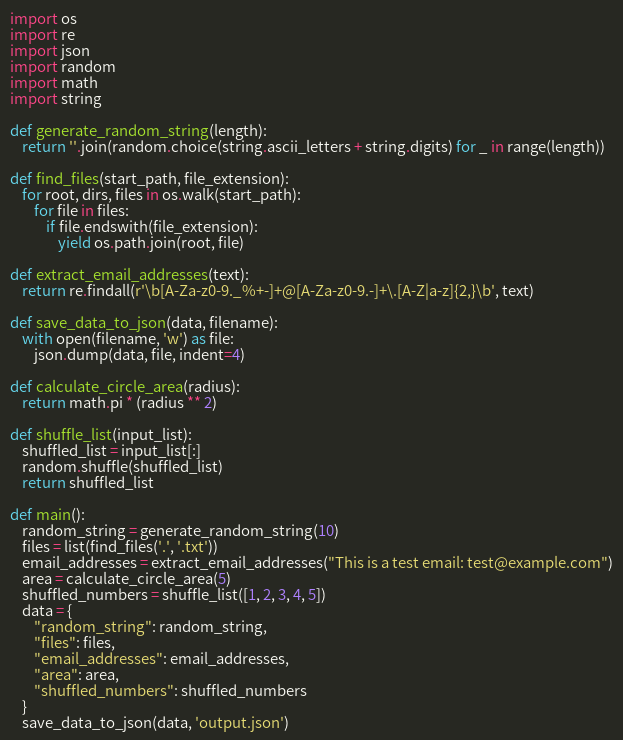 import os
import re
import json
import random
import math
import string

def generate_random_string(length):
    return ''.join(random.choice(string.ascii_letters + string.digits) for _ in range(length))

def find_files(start_path, file_extension):
    for root, dirs, files in os.walk(start_path):
        for file in files:
            if file.endswith(file_extension):
                yield os.path.join(root, file)

def extract_email_addresses(text):
    return re.findall(r'\b[A-Za-z0-9._%+-]+@[A-Za-z0-9.-]+\.[A-Z|a-z]{2,}\b', text)

def save_data_to_json(data, filename):
    with open(filename, 'w') as file:
        json.dump(data, file, indent=4)

def calculate_circle_area(radius):
    return math.pi * (radius ** 2)

def shuffle_list(input_list):
    shuffled_list = input_list[:]
    random.shuffle(shuffled_list)
    return shuffled_list

def main():
    random_string = generate_random_string(10)
    files = list(find_files('.', '.txt'))
    email_addresses = extract_email_addresses("This is a test email: test@example.com")
    area = calculate_circle_area(5)
    shuffled_numbers = shuffle_list([1, 2, 3, 4, 5])
    data = {
        "random_string": random_string,
        "files": files,
        "email_addresses": email_addresses,
        "area": area,
        "shuffled_numbers": shuffled_numbers
    }
    save_data_to_json(data, 'output.json')